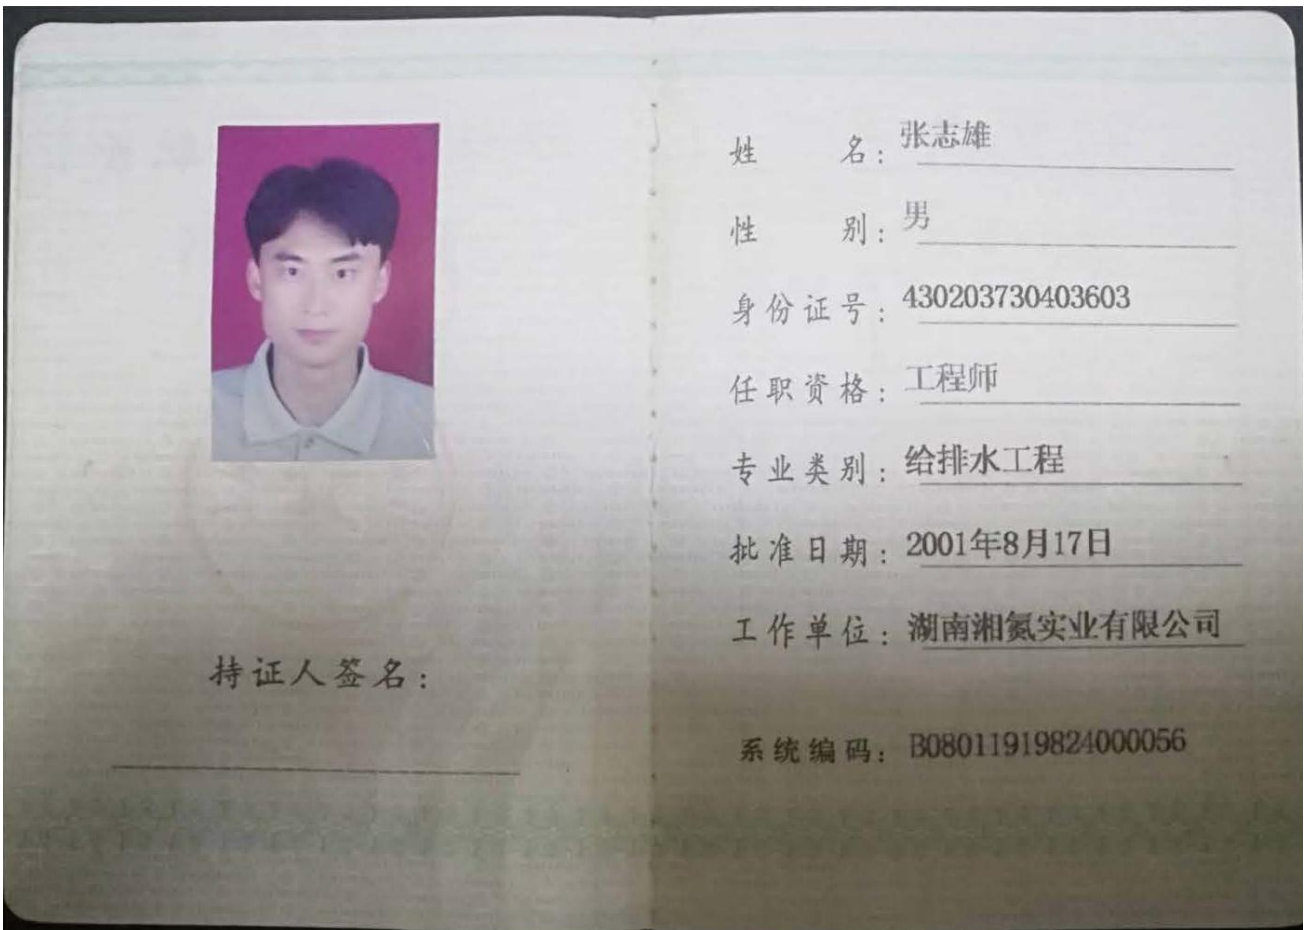 姓名：张志雄
性别：男
身份证号：430203730403603
任职资格：工程师
专业类别：给排水工程
批准日期：2001年8月17日
工作单位：湖南湘氮实业有限公司
系统编码：B08011919824000056
持证人签名：